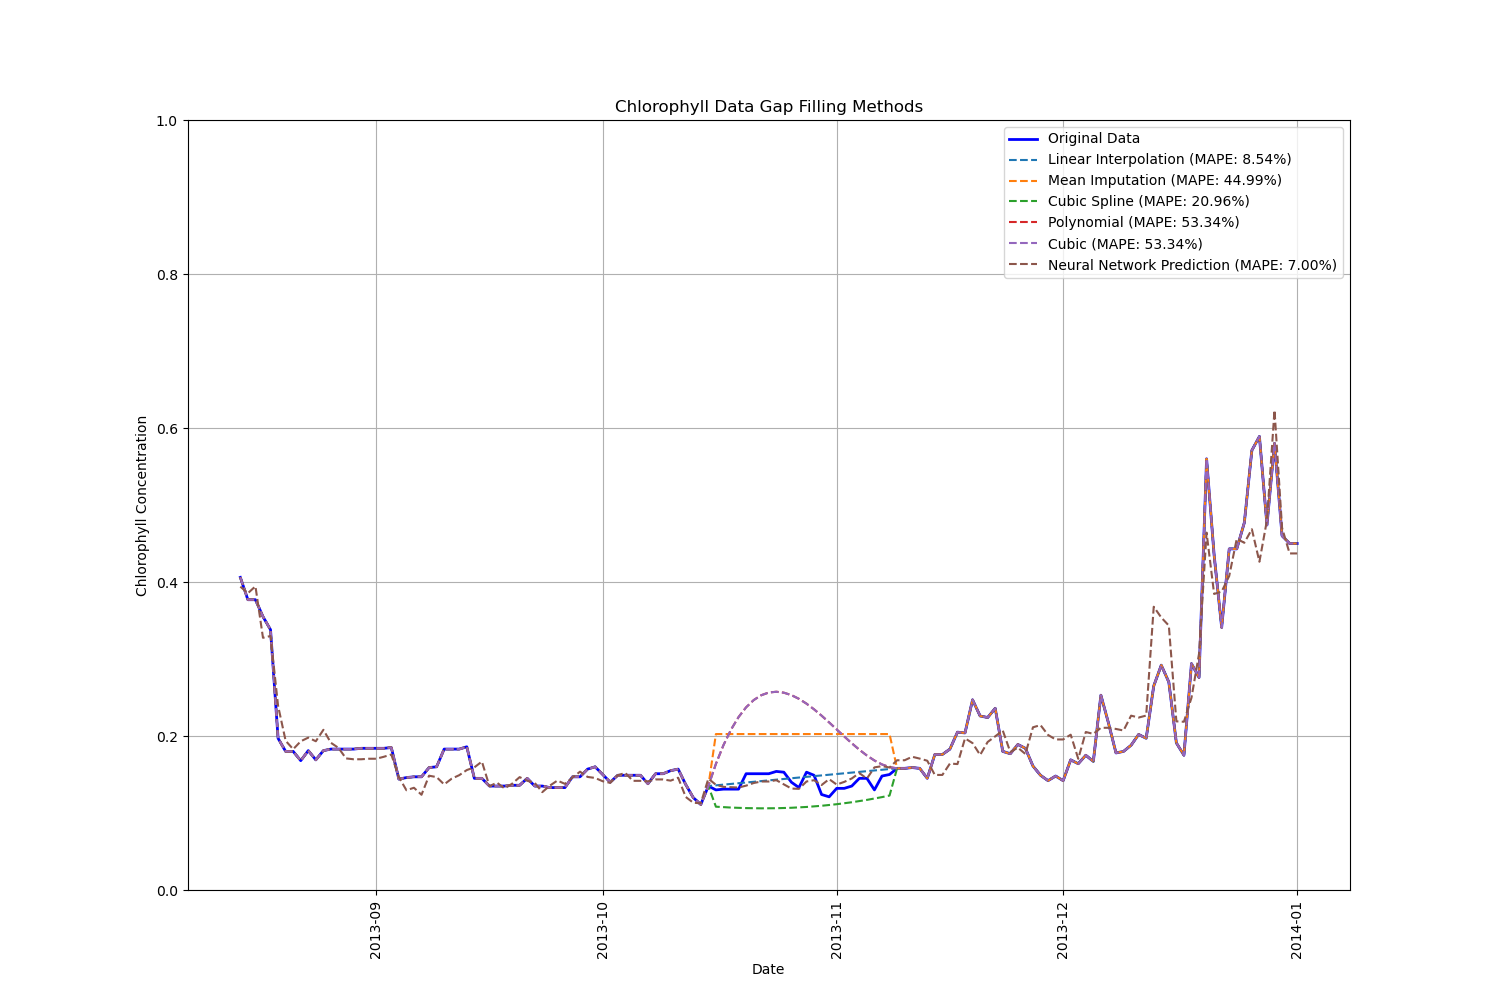 Chlorophyll Data Gap Filling Methods
1.0
0.8
0.6
0.4
0.2
0.0
Chlorophyll Concentration
Original Data
Linear Interpolation (MAPE: 8.54%)
Mean Imputation (MAPE: 44.99%)
Cubic Spline (MAPE: 20.96%)
Polynomial (MAPE: 53.34%)
Cubic (MAPE: 53.34%)
Neural Network Prediction (MAPE: 7.00%)
2013-09
2013-10
2013-11
2013-12
2014-01
Date